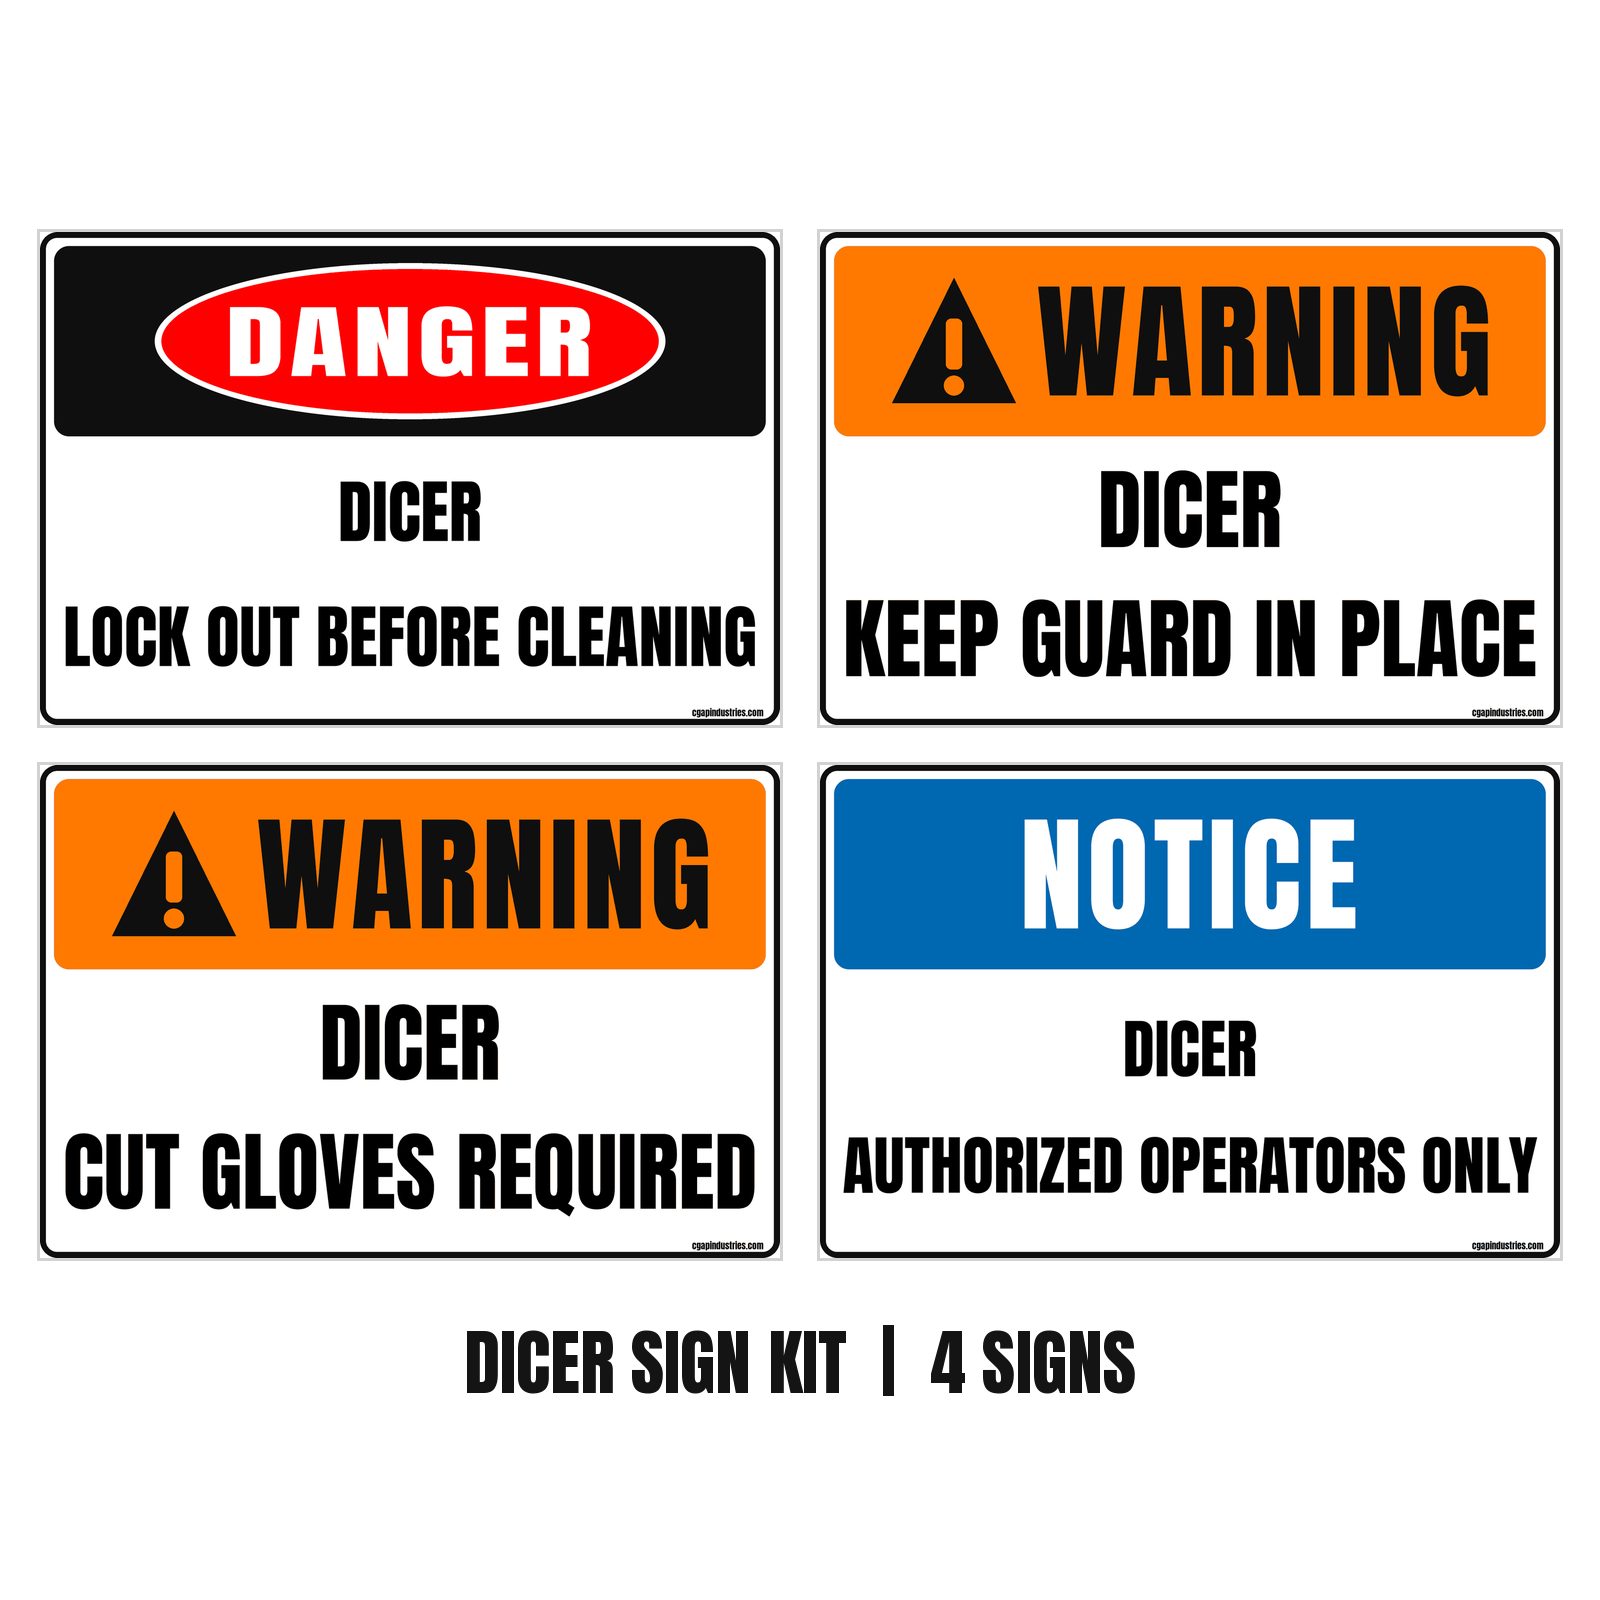 DANGER
DICER
LOCK OUT BEFORE CLEANING
cgapindustries.com
WARNING
DICER
KEEP GUARD IN PLACE
cgapindustries.com
WARNING
DICER
CUT GLOVES REQUIRED
cgapindustries.com
NOTICE
DICER
AUTHORIZED OPERATORS ONLY
cgapindustries.com
DICER SIGN KIT | 4 SIGNS